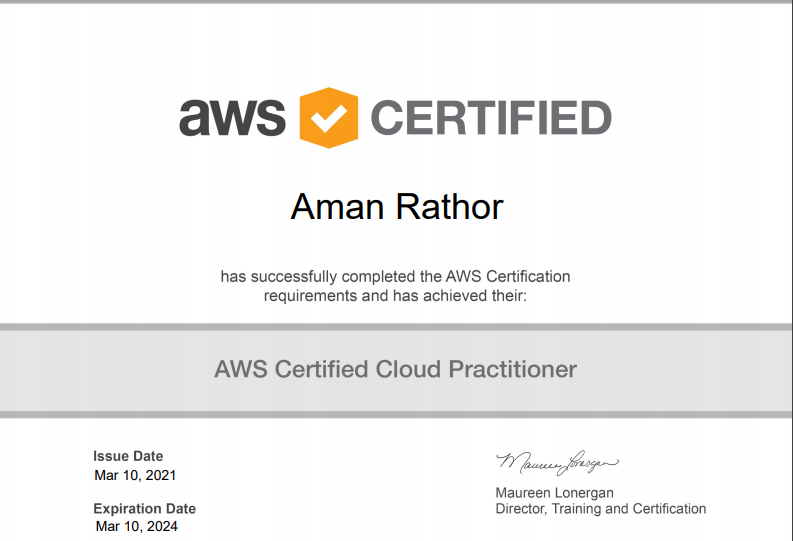 aws CERTIFIED
Aman Rathor
has successfully completed the AWS Certification
requirements and has achieved their:
AWS Certified Cloud Practitioner
Issue Date
Mar 10, 2021
Expiration Date
Mar 10, 2024
Maureen Lonergan
Maureen Lonergan
Director, Training and Certification